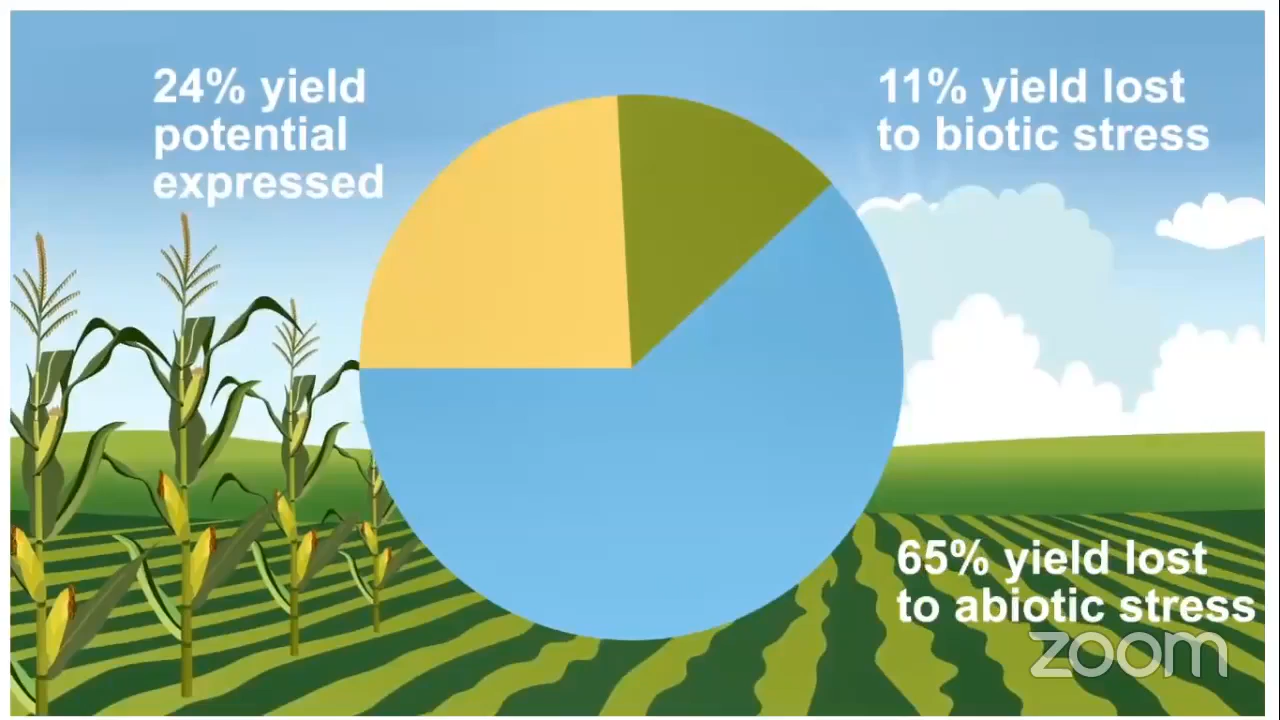 24% yield
potential
expressed
11% yield lost
to biotic stress
65% yield lost
to abiotic stress
zoom